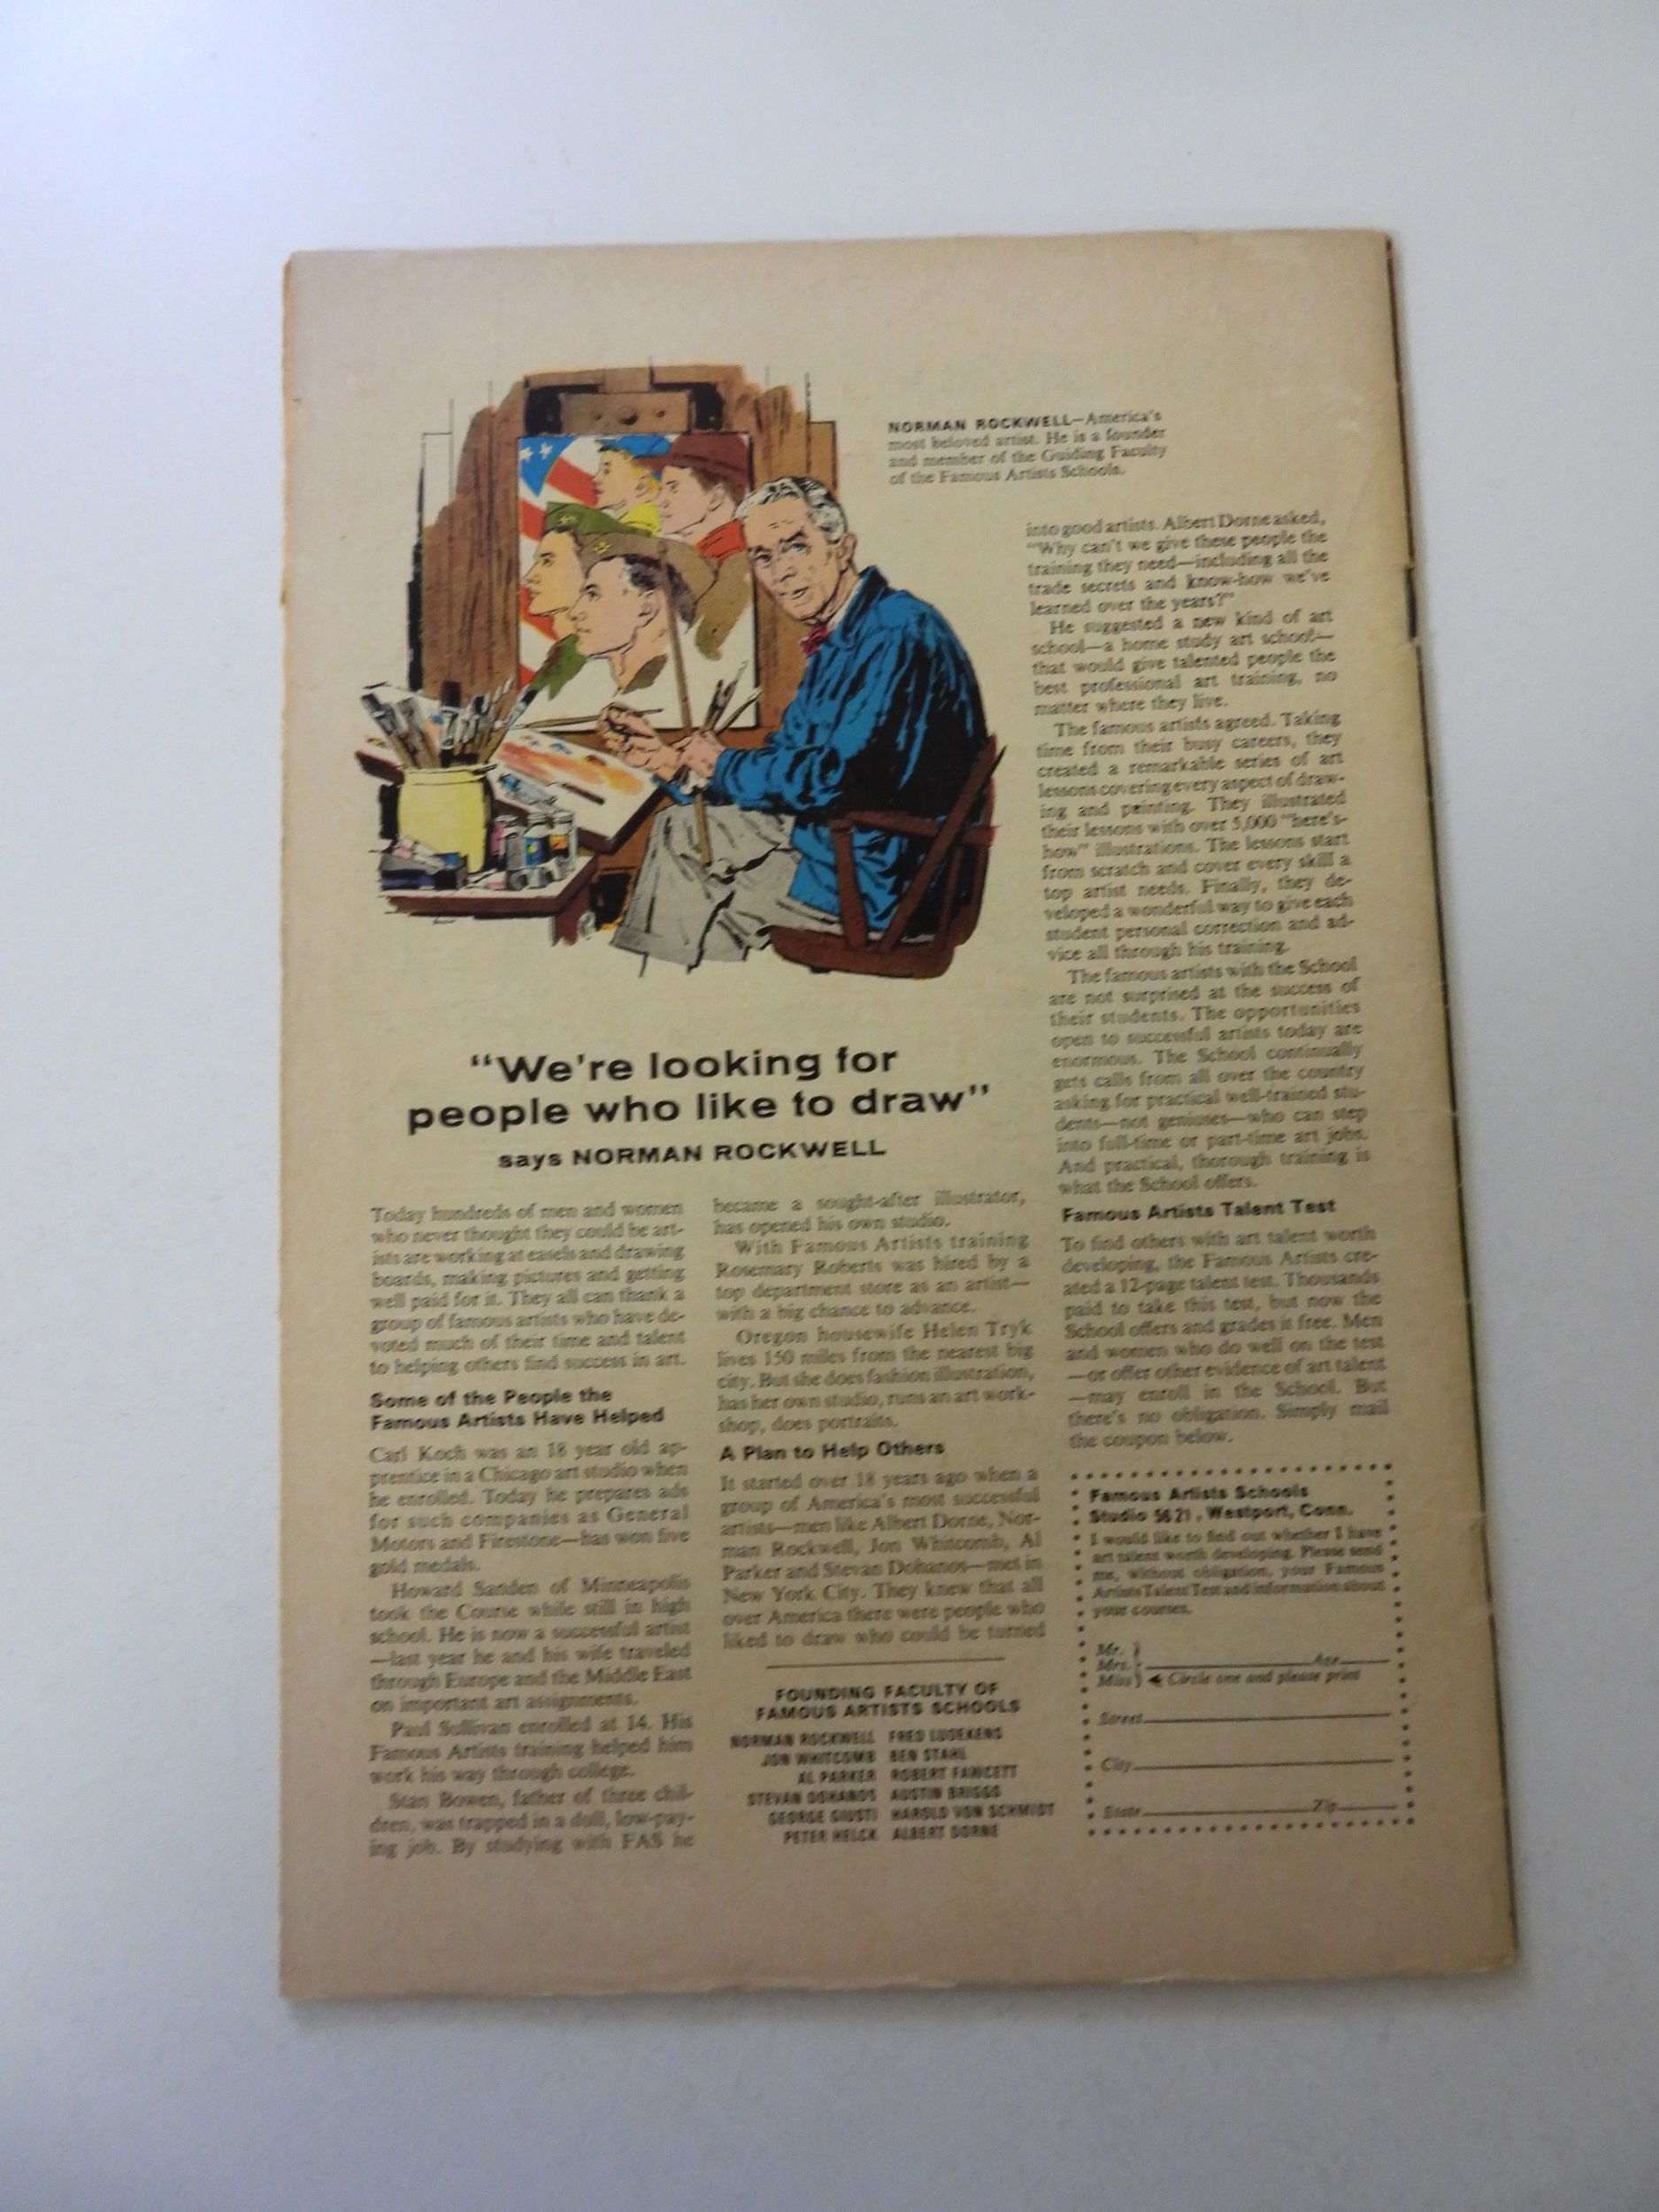 NORMAN ROCKWELL—America's
most beloved artist. He is a founder
and member of the Guiding Faculty
of the Famous Artists Schools.
"We're looking for
people who like to draw"
says NORMAN ROCKWELL
Today hundreds of men and women
who never thought they could be art-
ists are working at easels and drawing
boards, making pictures and getting
well paid for it. They all can thank a
group of famous artists who have de-
voted much of their time and talent
to helping others find success in art.
Some of the People the
Famous Artists Have Helped
Carl Koch was an 18 year old ap-
prentice in a Chicago art studio when
he enrolled. Today he prepares ads
for such companies as General
Motors and Firestone—has won five
gold medals.
Howard Sanden of Minneapolis
took the Course while still in high
school. He is now a successful artist
—last year he and his wife traveled
through Europe and the Middle East
on important art assignments.
Paul Sullivan enrolled at 14. His
Famous Artists training helped him
work his way through college.
Stan Bowen, father of three chil-
dren, was trapped in a dull, low-pay-
ing job. By studying with FAS he
became a sought-after illustrator,
has opened his own studio.
With Famous Artists training
Rosemary Roberts was hired by a
top department store as an artist—
with a big chance to advance.
Oregon housewife Helen Tryk
lives 150 miles from the nearest big
city. But she does fashion illustration,
has her own studio, runs an art work-
shop, does portraits.
A Plan to Help Others
It started over 18 years ago when a
group of America's most successful
artists—men like Albert Dorne, Nor-
man Rockwell, Jon Whitcomb, Al
Parker and Stevan Dohanos—met in
New York City. They knew that all
over America there were people who
liked to draw who could be turned
into good artists. Albert Dorne asked,
"Why can't we give these people the
training they need—including all the
trade secrets and know-how we've
learned over the years?"
He suggested a new kind of art
school—a home study art school—
that would give talented people the
best professional art training, no
matter where they live.
The famous artists agreed. Taking
time from their busy careers, they
created a remarkable series of art
lessons covering every aspect of draw-
ing and painting. They illustrated
their lessons with over 5,000 "here's-
how" illustrations. The lessons start
from scratch and cover every skill a
top artist needs. Finally, they de-
veloped a wonderful way to give each
student personal correction and ad-
vice all through his training.
The famous artists with the School
are not surprised at the success of
their students. The opportunities
open to successful artists today are
enormous. The School continually
gets calls from all over the country
asking for practical well-trained stu-
dents—not geniuses—who can step
into full-time or part-time art jobs.
And practical, thorough training is
what the School offers.
Famous Artists Talent Test
To find others with art talent worth
developing, the Famous Artists cre-
ated a 12-page talent test. Thousands
paid to take this test, but now the
School offers and grades it free. Men
and women who do well on the test
—or offer other evidence of art talent
—may enroll in the School. But
there's no obligation. Simply mail
the coupon below.
FOUNDING FACULTY OF
FAMOUS ARTISTS SCHOOLS
NORMAN ROCKWELL FRED LUDEKENS
JON WHITCOMB BEN STAHL
AL PARKER ROBERT FAWCETT
STEVAN DOHANOS AUSTIN BRIGGS
GEORGE GIUSTI HAROLD VON SCHMIDT
PETER HELCK ALBERT DORNE
Famous Artists Schools
Studio 5621, Westport, Conn.
I would like to find out whether I have
art talent worth developing. Please send
me, without obligation, your Famous
Artists Talent Test and information about
your courses.
Mr.
Mrs. Age
Miss Circle one and please print
Street
City
State Zip